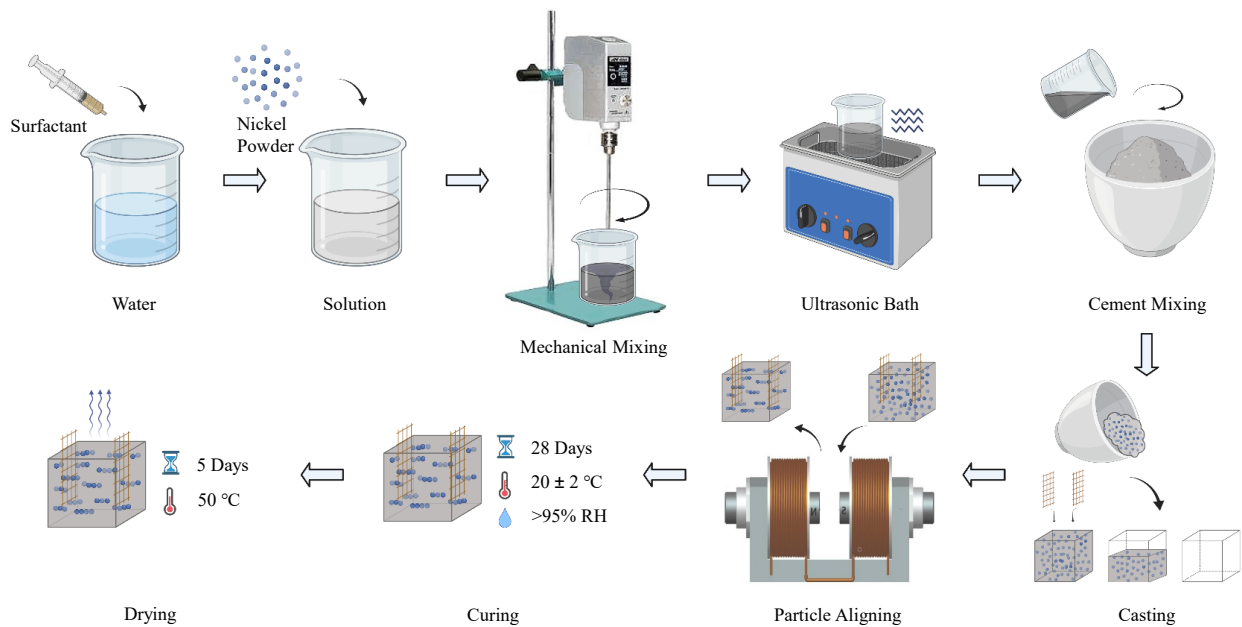 Surfactant
Water
Nickel
Powder
Solution
Mechanical Mixing
Ultrasonic Bath
Cement Mixing
Casting
N
S
Particle Aligning
28 Days
20 ± 2 ℃
>95% RH
Curing
5 Days
50 ℃
Drying